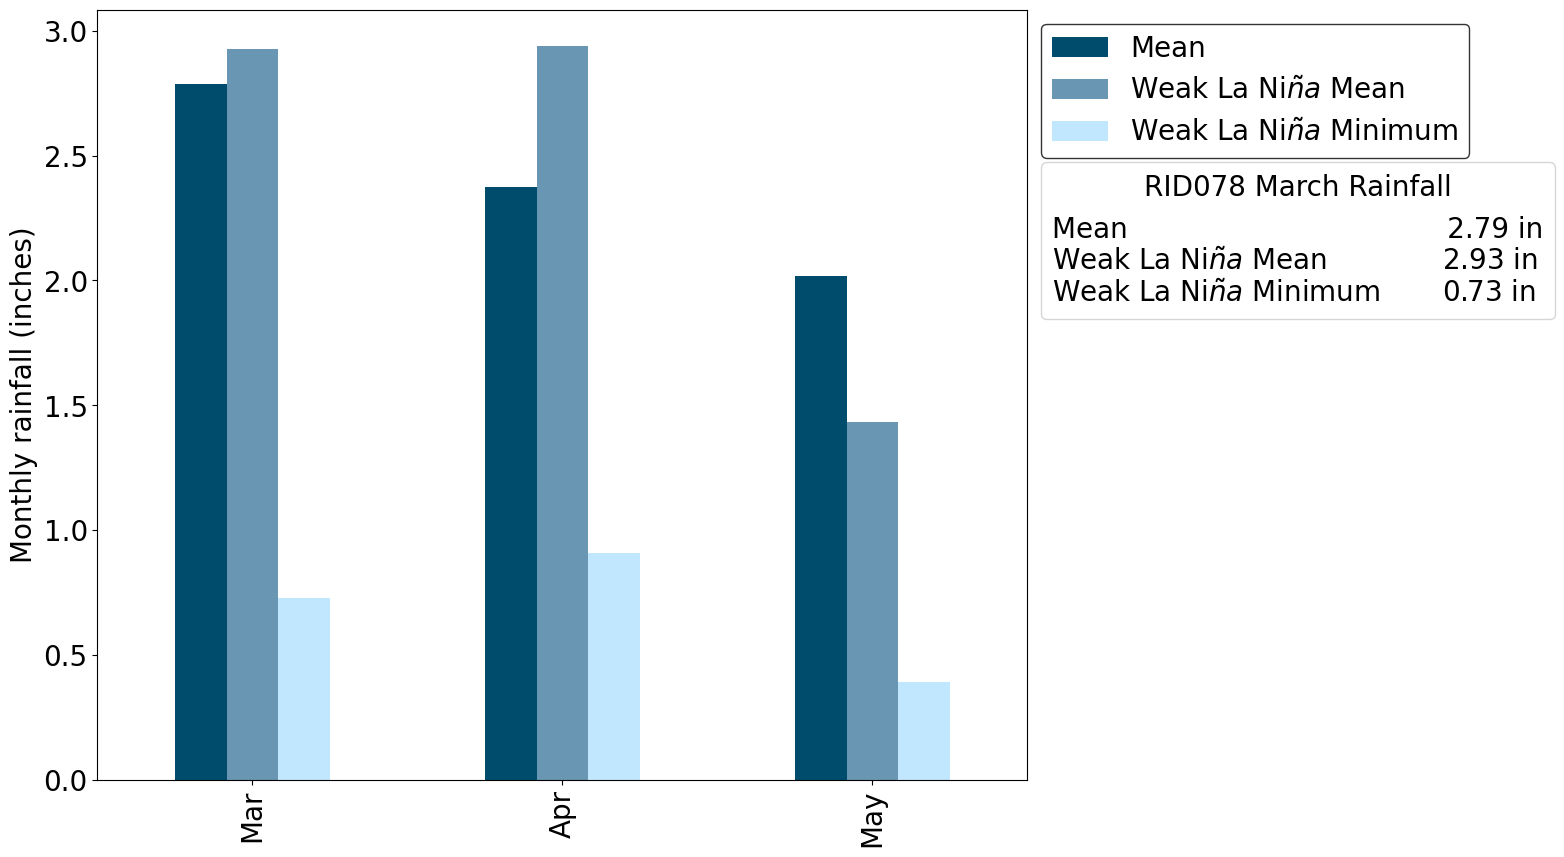 Monthly rainfall (inches)
3.0
2.5
2.0
1.5
1.0
0.5
0.0
Mar
Apr
May
Mean
Weak La Niña Mean
Weak La Niña Minimum
RID078 March Rainfall
Mean 2.79 in
Weak La Niña Mean 2.93 in
Weak La Niña Minimum 0.73 in